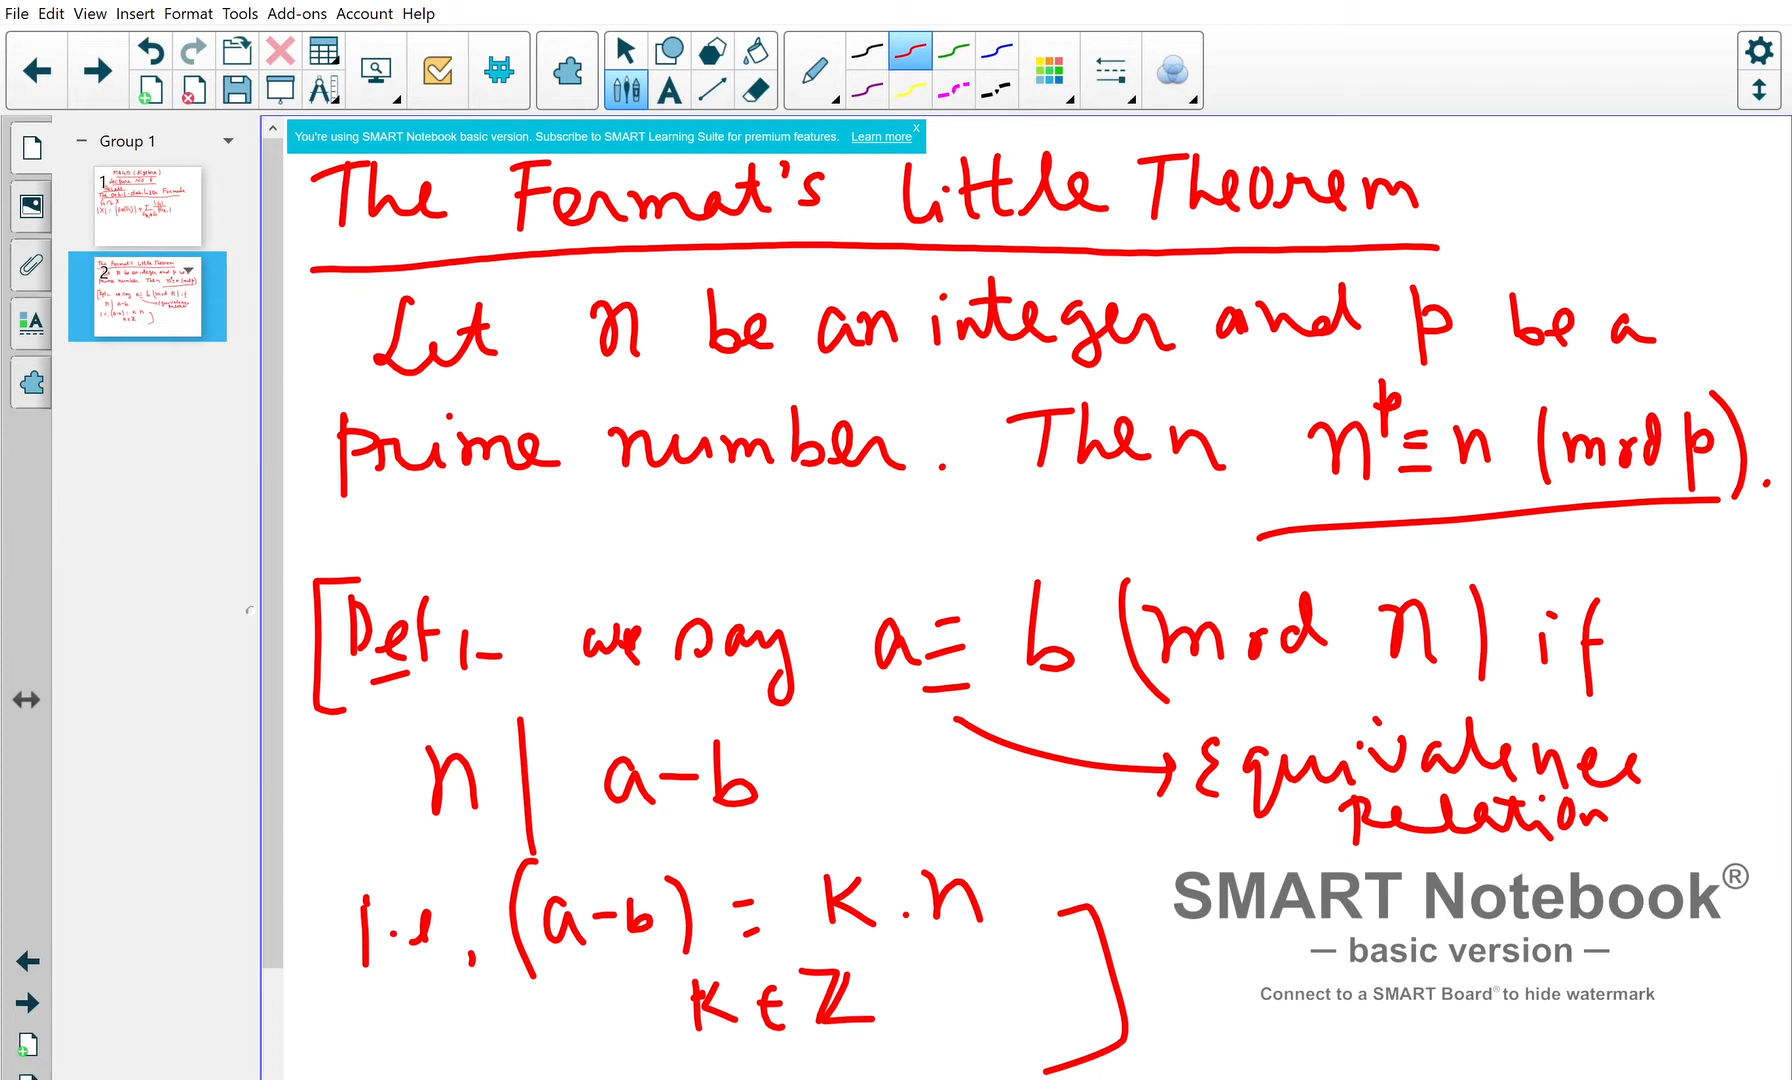 File Edit View Insert Format Tools Add-ons Account Help
Group 1
You're using SMART Notebook basic version. Subscribe to SMART Learning Suite for premium features. Learn more X
1
2
The Fermat's Little Theorem
Let n be an integer and p be a
prime number. Then n^p ≡ n (mod p).
[Def:- we say a ≡ b (mod n) if
n | a-b → Equivalence
relation
i.e., (a-b) = K.n
K ∈ ℤ ]
SMART Notebook®
— basic version —
Connect to a SMART Board® to hide watermark